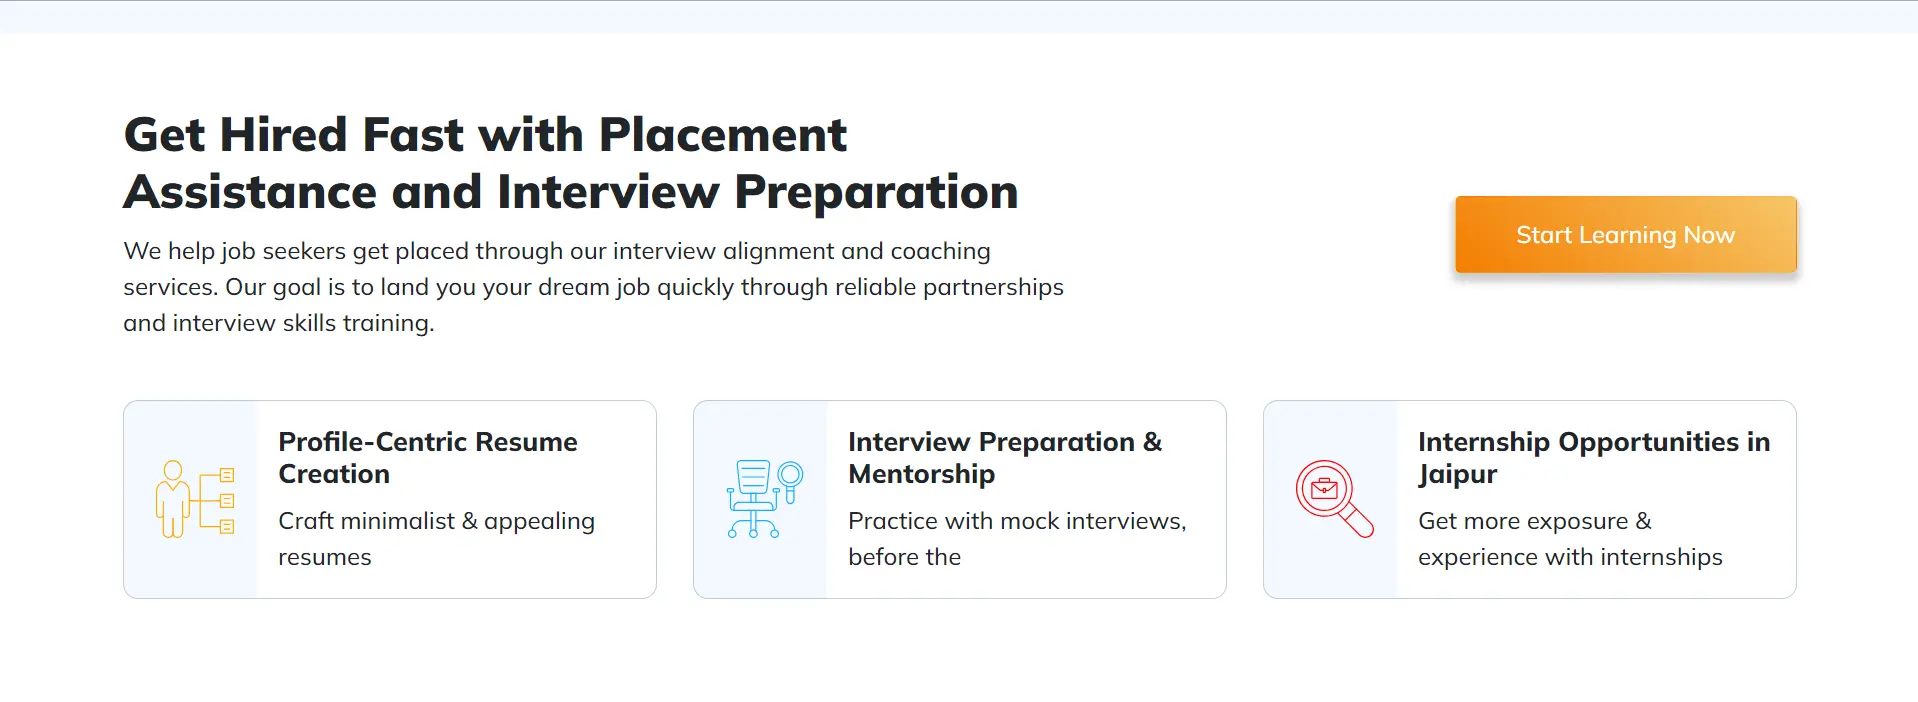 Get Hired Fast with Placement
Assistance and Interview Preparation
We help job seekers get placed through our interview alignment and coaching
services. Our goal is to land you your dream job quickly through reliable partnerships
and interview skills training.
Start Learning Now
Profile-Centric Resume
Creation
Craft minimalist & appealing
resumes
Interview Preparation &
Mentorship
Practice with mock interviews,
before the
Internship Opportunities in
Jaipur
Get more exposure &
experience with internships